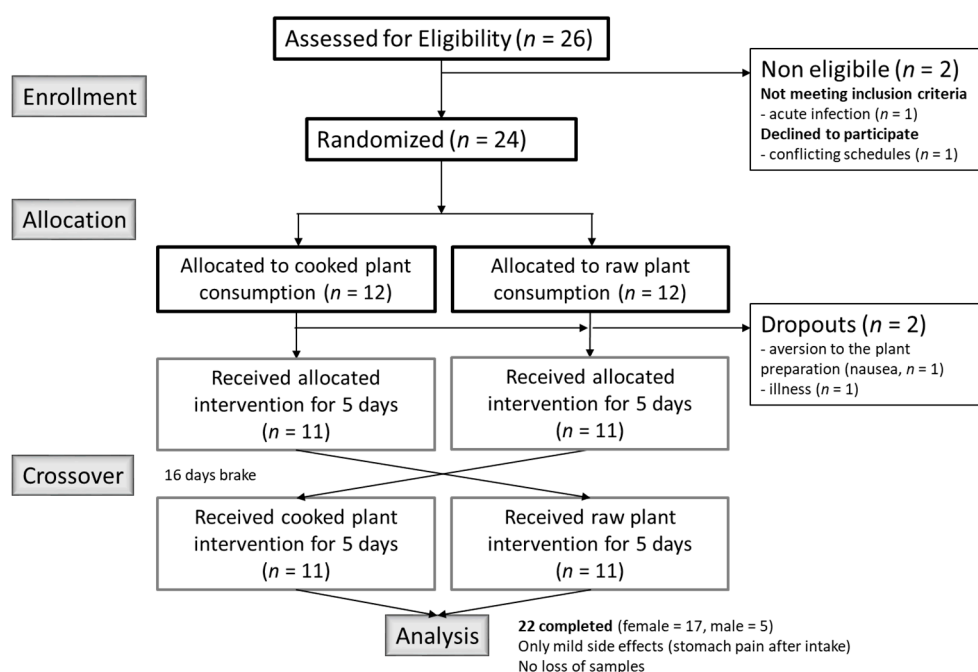 Assessed for Eligibility (n = 26)
Non eligibile (n = 2)
Not meeting inclusion criteria
- acute infection (n = 1)
Declined to participate
- conflicting schedules (n = 1)
Enrollment
Randomized (n = 24)
Allocation
Allocated to cooked plant
consumption (n = 12)
Allocated to raw plant
consumption (n = 12)
Dropouts (n = 2)
- aversion to the plant
preparation (nausea, n = 1)
- illness (n = 1)
Received allocated
intervention for 5 days
(n = 11)
Received allocated
intervention for 5 days
(n = 11)
Crossover
16 days brake
Received cooked plant
intervention for 5 days
(n = 11)
Received raw plant
intervention for 5 days
(n = 11)
Analysis
22 completed (female = 17, male = 5)
Only mild side effects (stomach pain after intake)
No loss of samples